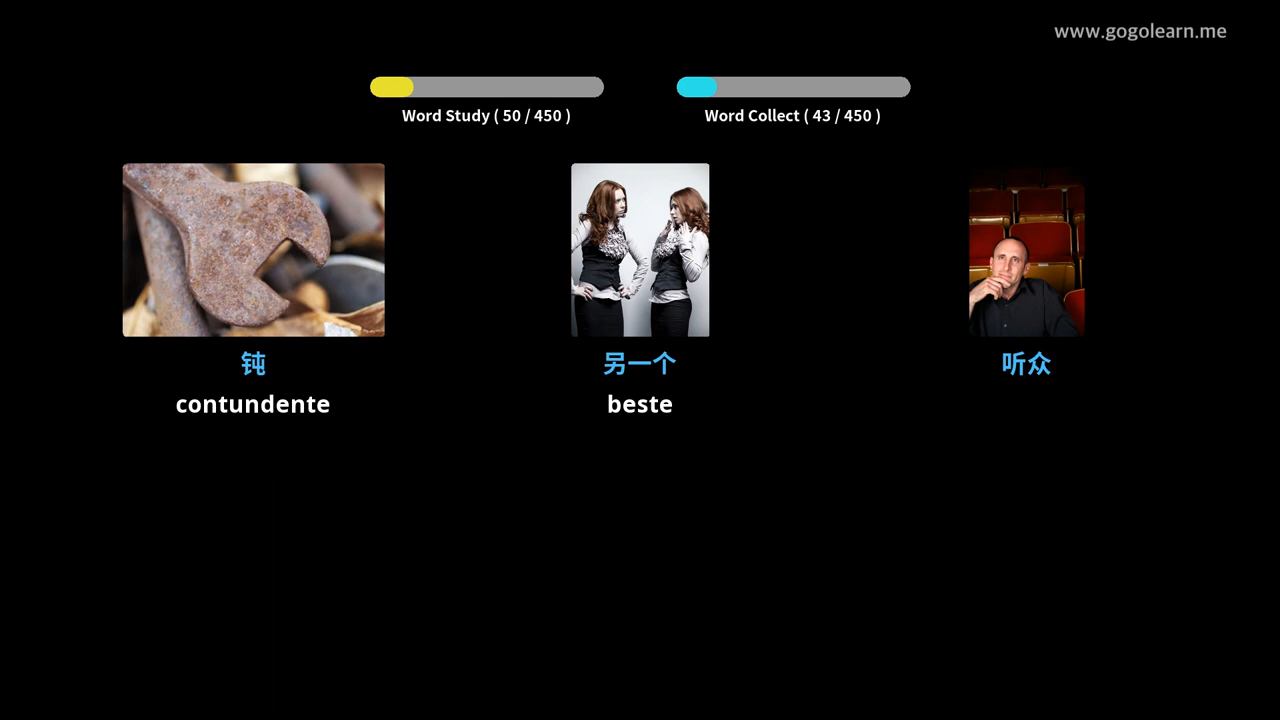 www.gogolearn.me
Word Study ( 50 / 450 )
Word Collect ( 43 / 450 )
钝
另一个
听众
contundente
beste